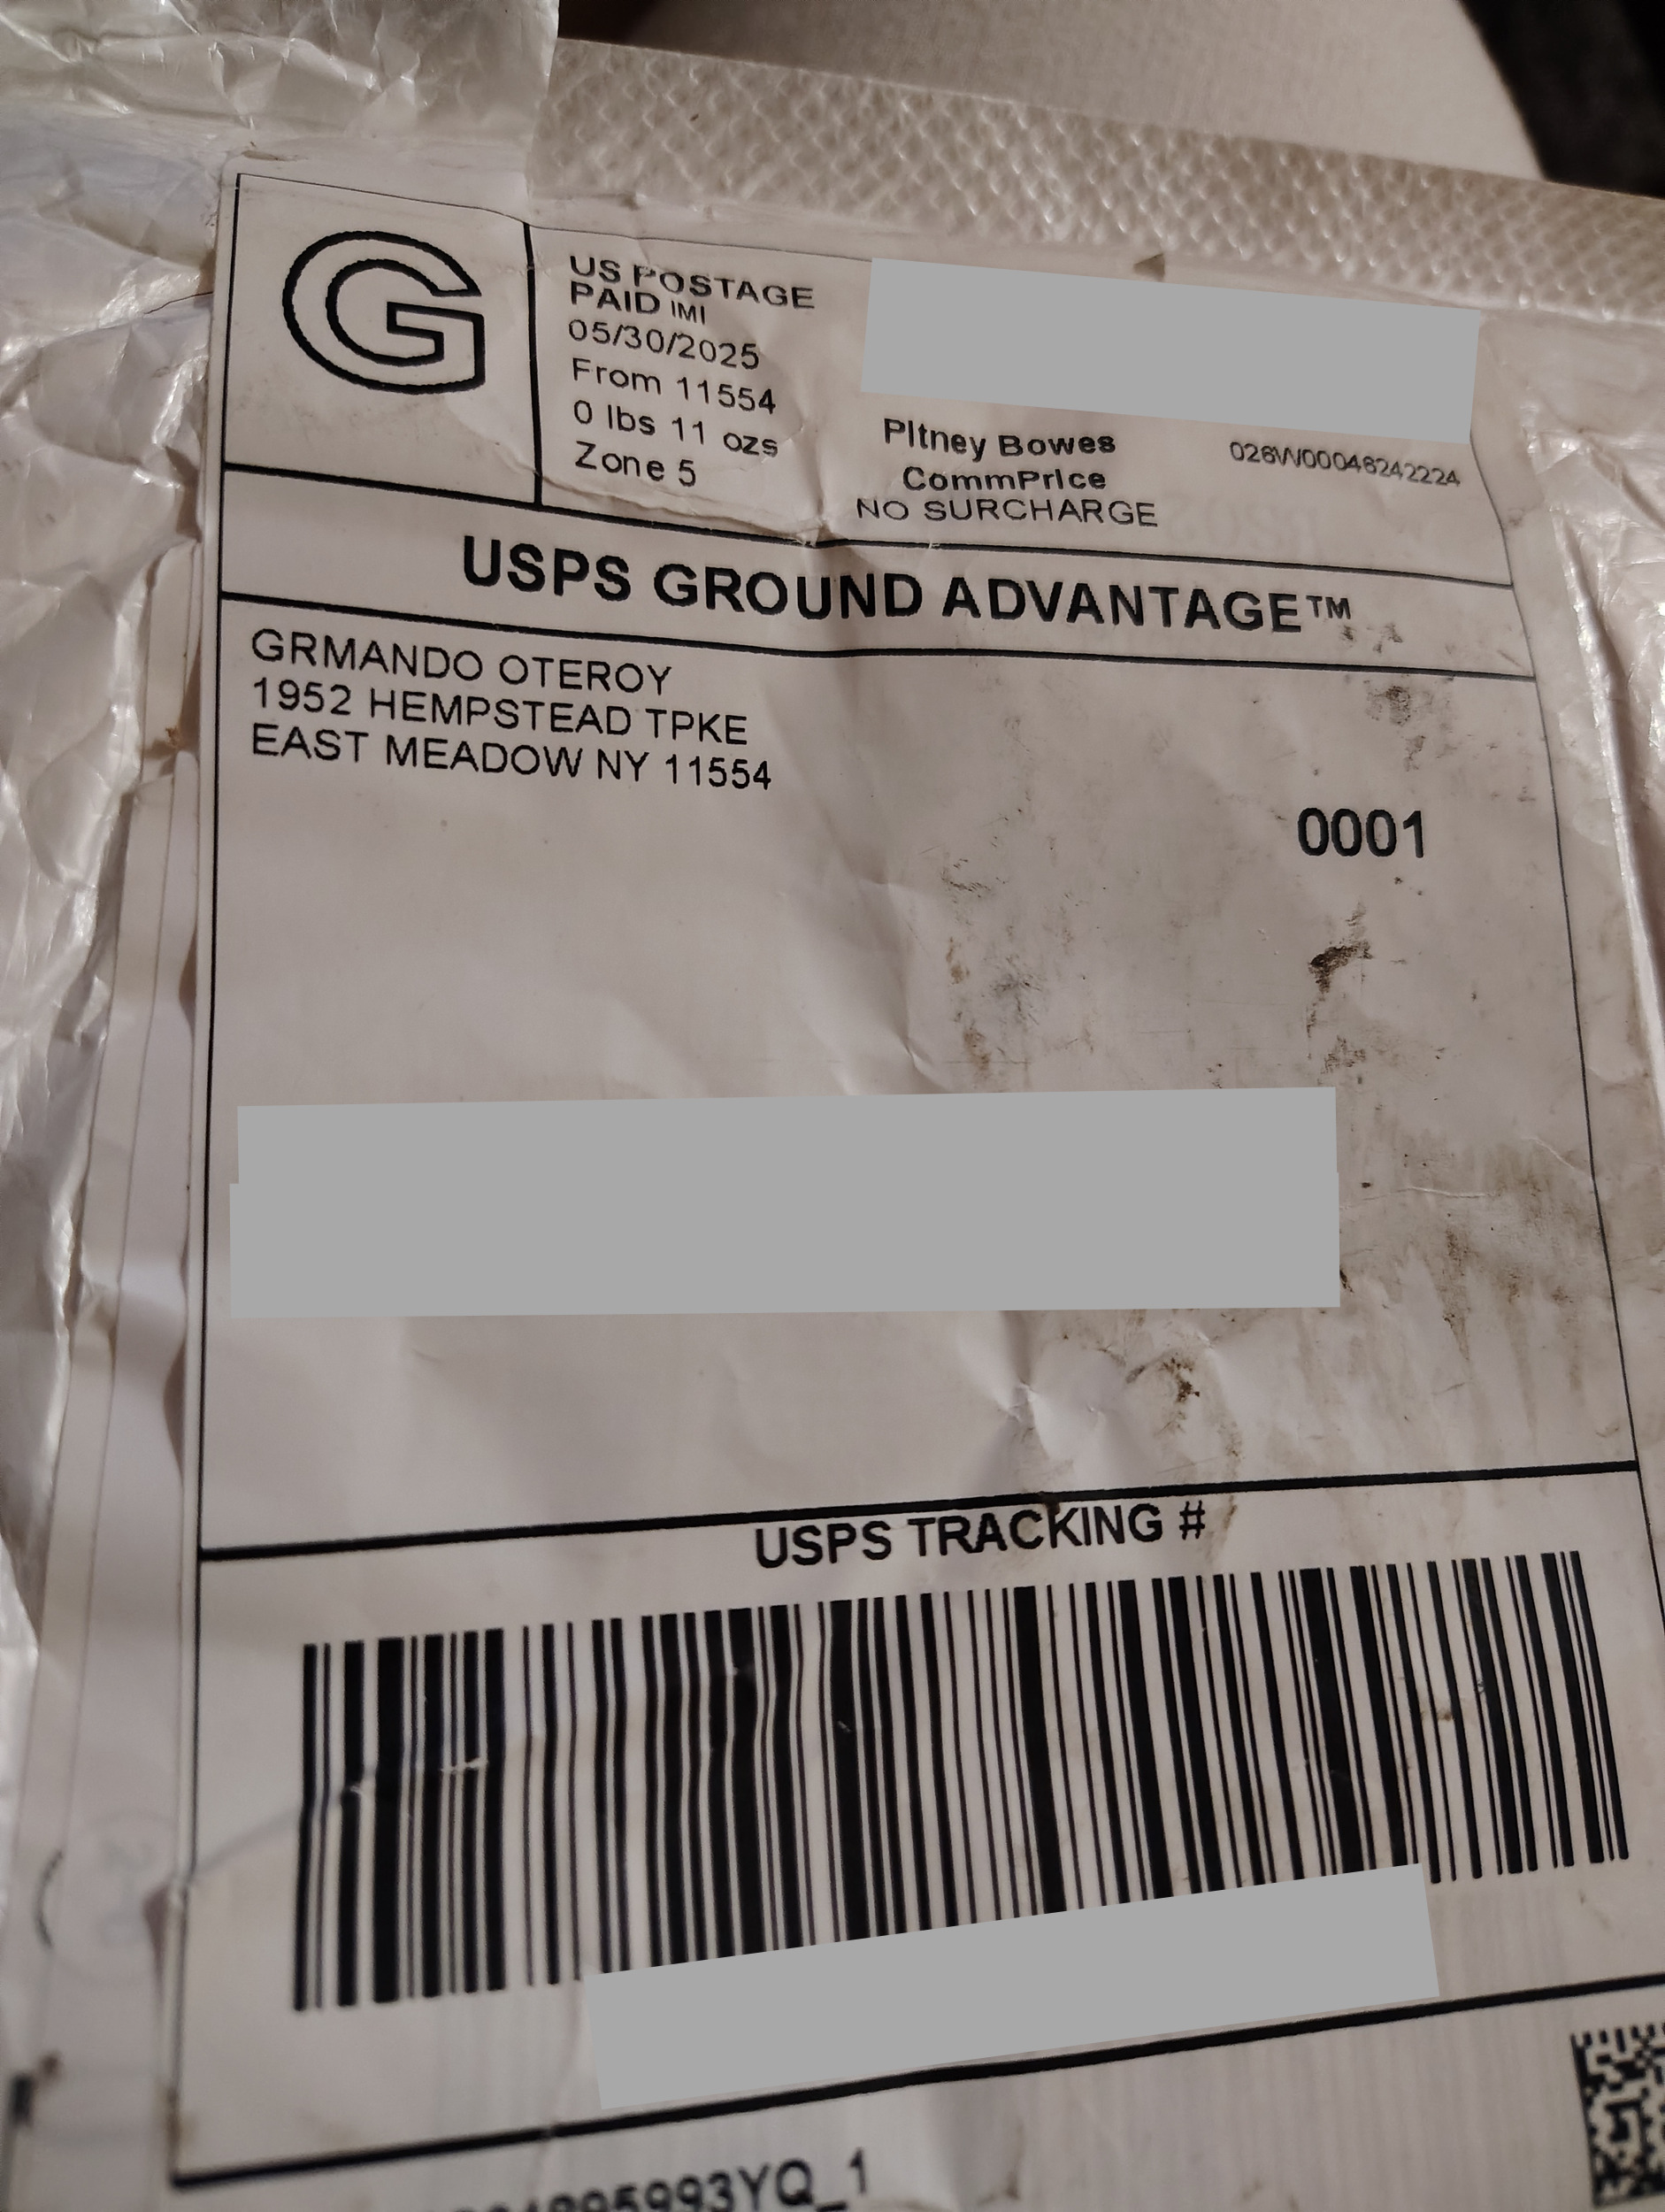 G
US POSTAGE
PAID IMI
05/30/2025
From 11554
0 lbs 11 ozs
Zone 5
Pitney Bowes
CommPrice
NO SURCHARGE
026W0004624222A
USPS GROUND ADVANTAGE™
GRMANDO OTEROY
1952 HEMPSTEAD TPKE
EAST MEADOW NY 11554
0001
USPS TRACKING #